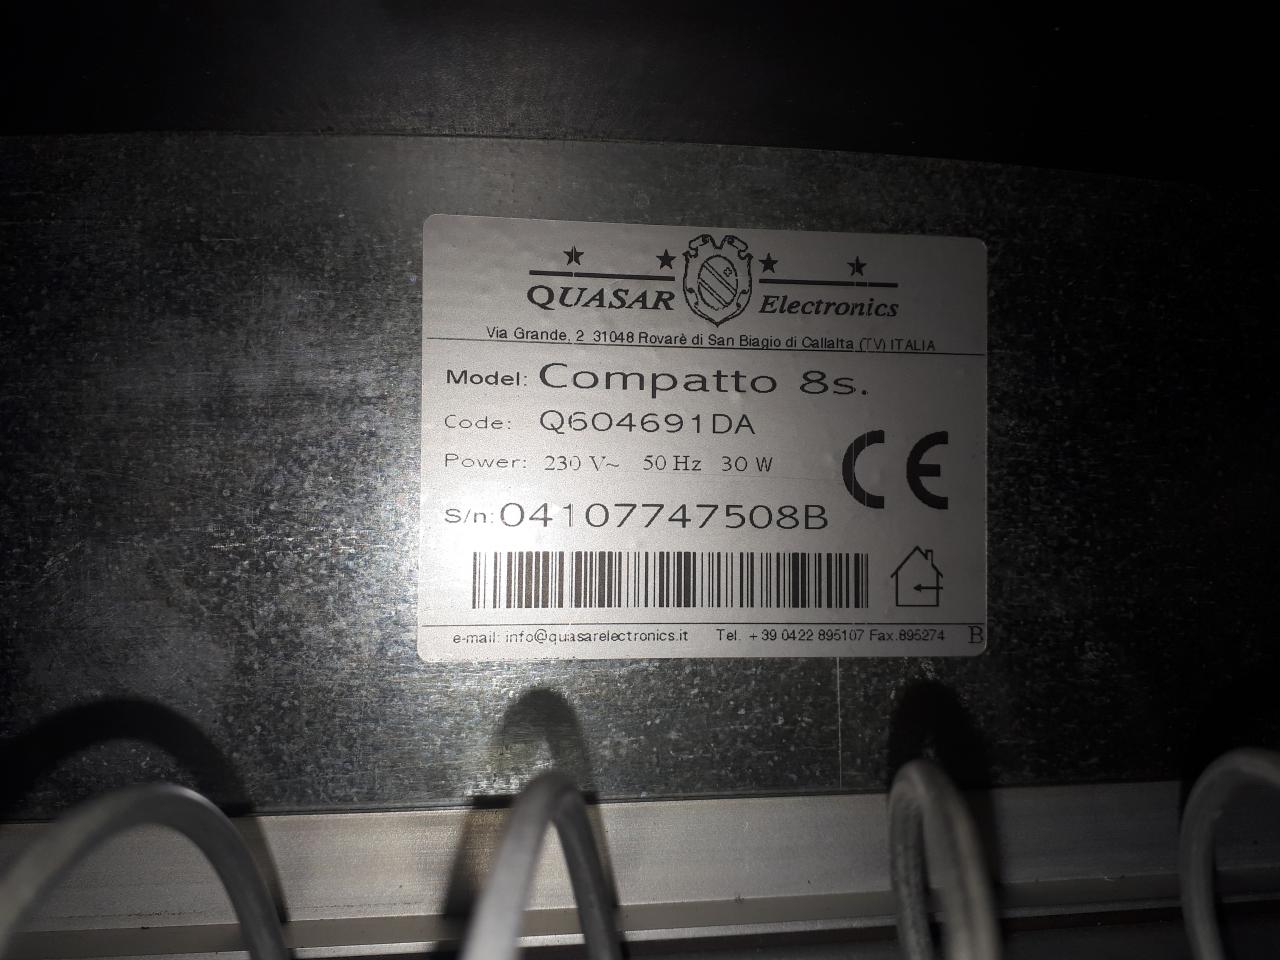 QUASAR Electronics
Via Grande, 2 31048 Rovarè di San Biagio di Callalta (TV) ITALIA
Model: Compatto 8s.
Code: Q604691DA
Power: 230 V~ 50 Hz 30 W
CE
S/n: 04107747508B
e-mail: info@quasarelectronics.it Tel. +39 0422 895107 Fax.895274 B